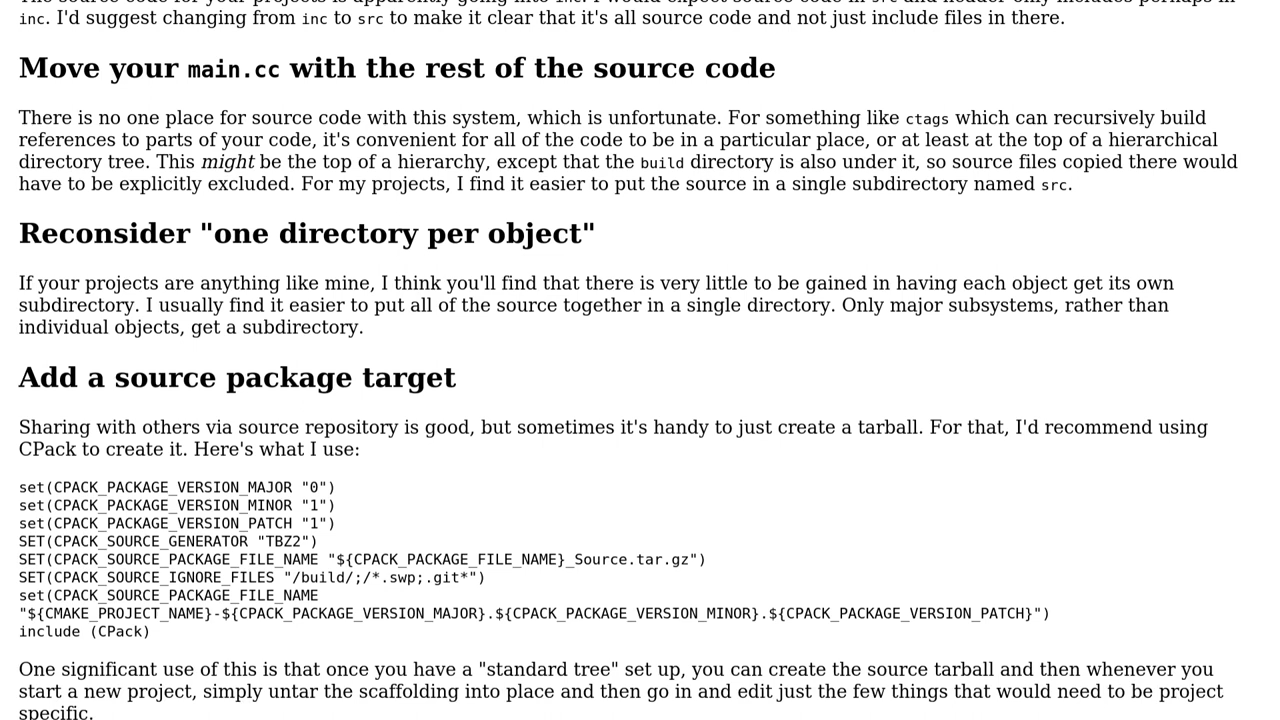 inc. I'd suggest changing from inc to src to make it clear that it's all source code and not just include files in there.
Move your main.cc with the rest of the source code
There is no one place for source code with this system, which is unfortunate. For something like ctags which can recursively build
references to parts of your code, it's convenient for all of the code to be in a particular place, or at least at the top of a hierarchical
directory tree. This might be the top of a hierarchy, except that the build directory is also under it, so source files copied there would
have to be explicitly excluded. For my projects, I find it easier to put the source in a single subdirectory named src.
Reconsider "one directory per object"
If your projects are anything like mine, I think you'll find that there is very little to be gained in having each object get its own
subdirectory. I usually find it easier to put all of the source together in a single directory. Only major subsystems, rather than
individual objects, get a subdirectory.
Add a source package target
Sharing with others via source repository is good, but sometimes it's handy to just create a tarball. For that, I'd recommend using
CPack to create it. Here's what I use:
set(CPACK_PACKAGE_VERSION_MAJOR "0")
set(CPACK_PACKAGE_VERSION_MINOR "1")
set(CPACK_PACKAGE_VERSION_PATCH "1")
SET(CPACK_SOURCE_GENERATOR "TBZ2")
SET(CPACK_SOURCE_PACKAGE_FILE_NAME "${CPACK_PACKAGE_FILE_NAME}_Source.tar.gz")
SET(CPACK_SOURCE_IGNORE_FILES "/build/;/*.swp;.git*")
set(CPACK_SOURCE_PACKAGE_FILE_NAME
"${CMAKE_PROJECT_NAME}-${CPACK_PACKAGE_VERSION_MAJOR}.${CPACK_PACKAGE_VERSION_MINOR}.${CPACK_PACKAGE_VERSION_PATCH}")
include (CPack)
One significant use of this is that once you have a "standard tree" set up, you can create the source tarball and then whenever you
start a new project, simply untar the scaffolding into place and then go in and edit just the few things that would need to be project
specific.